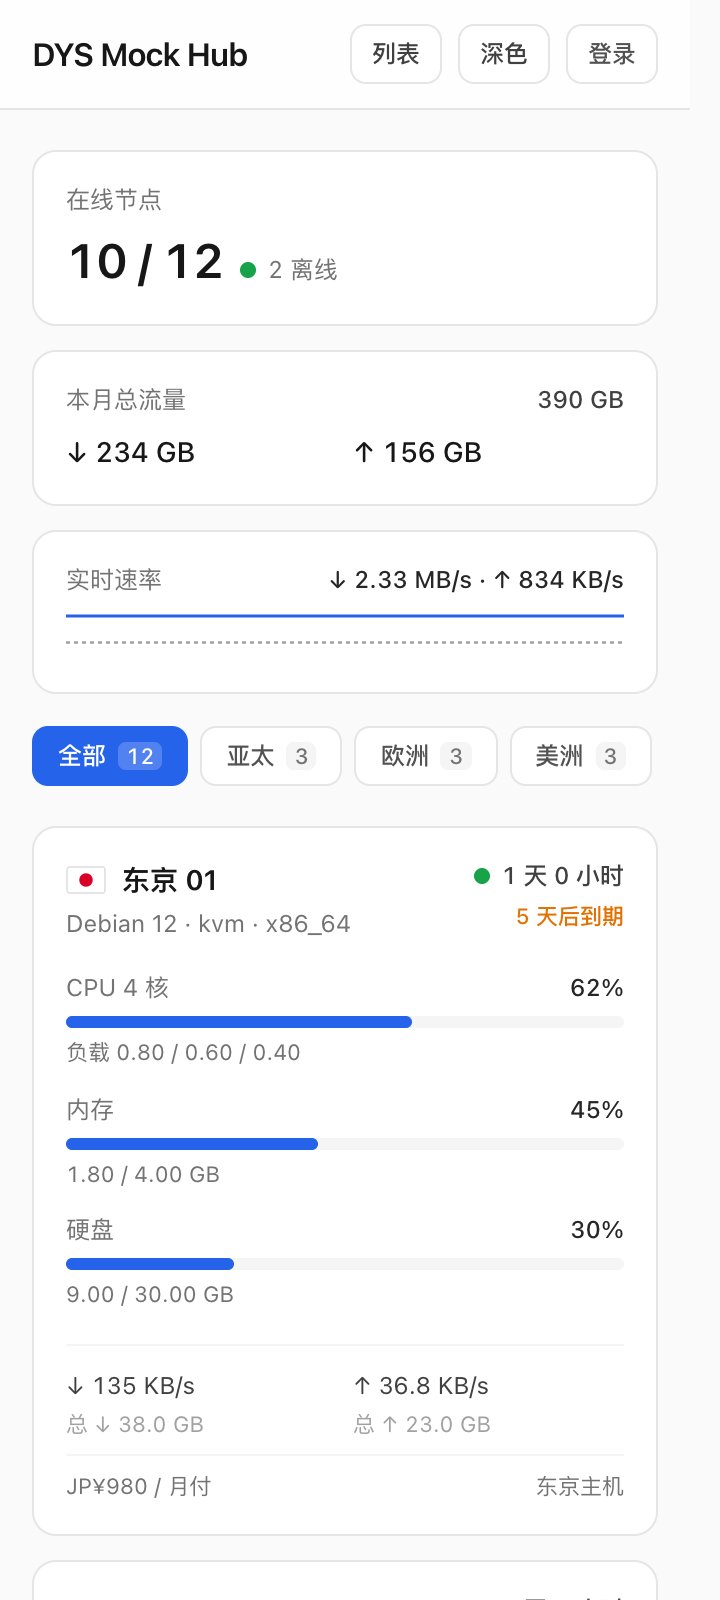 DYS Mock Hub 列表 深色 登录
在线节点
10 / 12 2 离线
本月总流量 390 GB
↓ 234 GB ↑ 156 GB
实时速率 ↓ 2.33 MB/s · ↑ 834 KB/s
全部 12 亚太 3 欧洲 3 美洲 3
东京 01 1 天 0 小时
Debian 12 · kvm · x86_64 5 天后到期
CPU 4 核 62%
负载 0.80 / 0.60 / 0.40
内存 45%
1.80 / 4.00 GB
硬盘 30%
9.00 / 30.00 GB
↓ 135 KB/s ↑ 36.8 KB/s
总 ↓ 38.0 GB 总 ↑ 23.0 GB
JP¥980 / 月付 东京主机